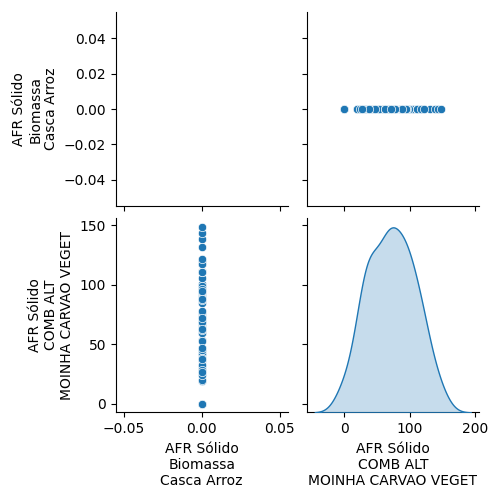 0.04
0.02
0.00
−0.02
−0.04
AFR Sólido
Biomassa
Casca Arroz
150
100
50
0
AFR Sólido
COMB ALT
MOINHA CARVAO VEGET
−0.05
0.00
0.05
AFR Sólido
Biomassa
Casca Arroz
0
100
200
AFR Sólido
COMB ALT
MOINHA CARVAO VEGET